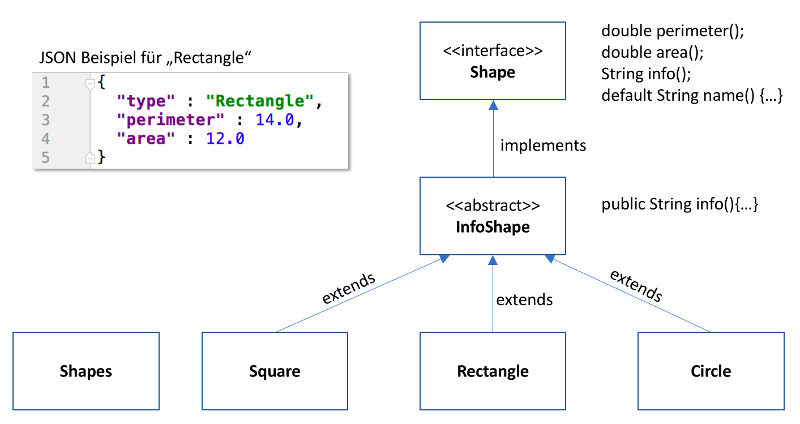 JSON Beispiel für „Rectangle“
1 {
2 "type" : "Rectangle",
3 "perimeter" : 14.0,
4 "area" : 12.0
5 }
<<interface>>
Shape
double perimeter();
double area();
String info();
default String name() {…}
implements
<<abstract>>
InfoShape
public String info(){…}
extends
extends
extends
Shapes
Square
Rectangle
Circle